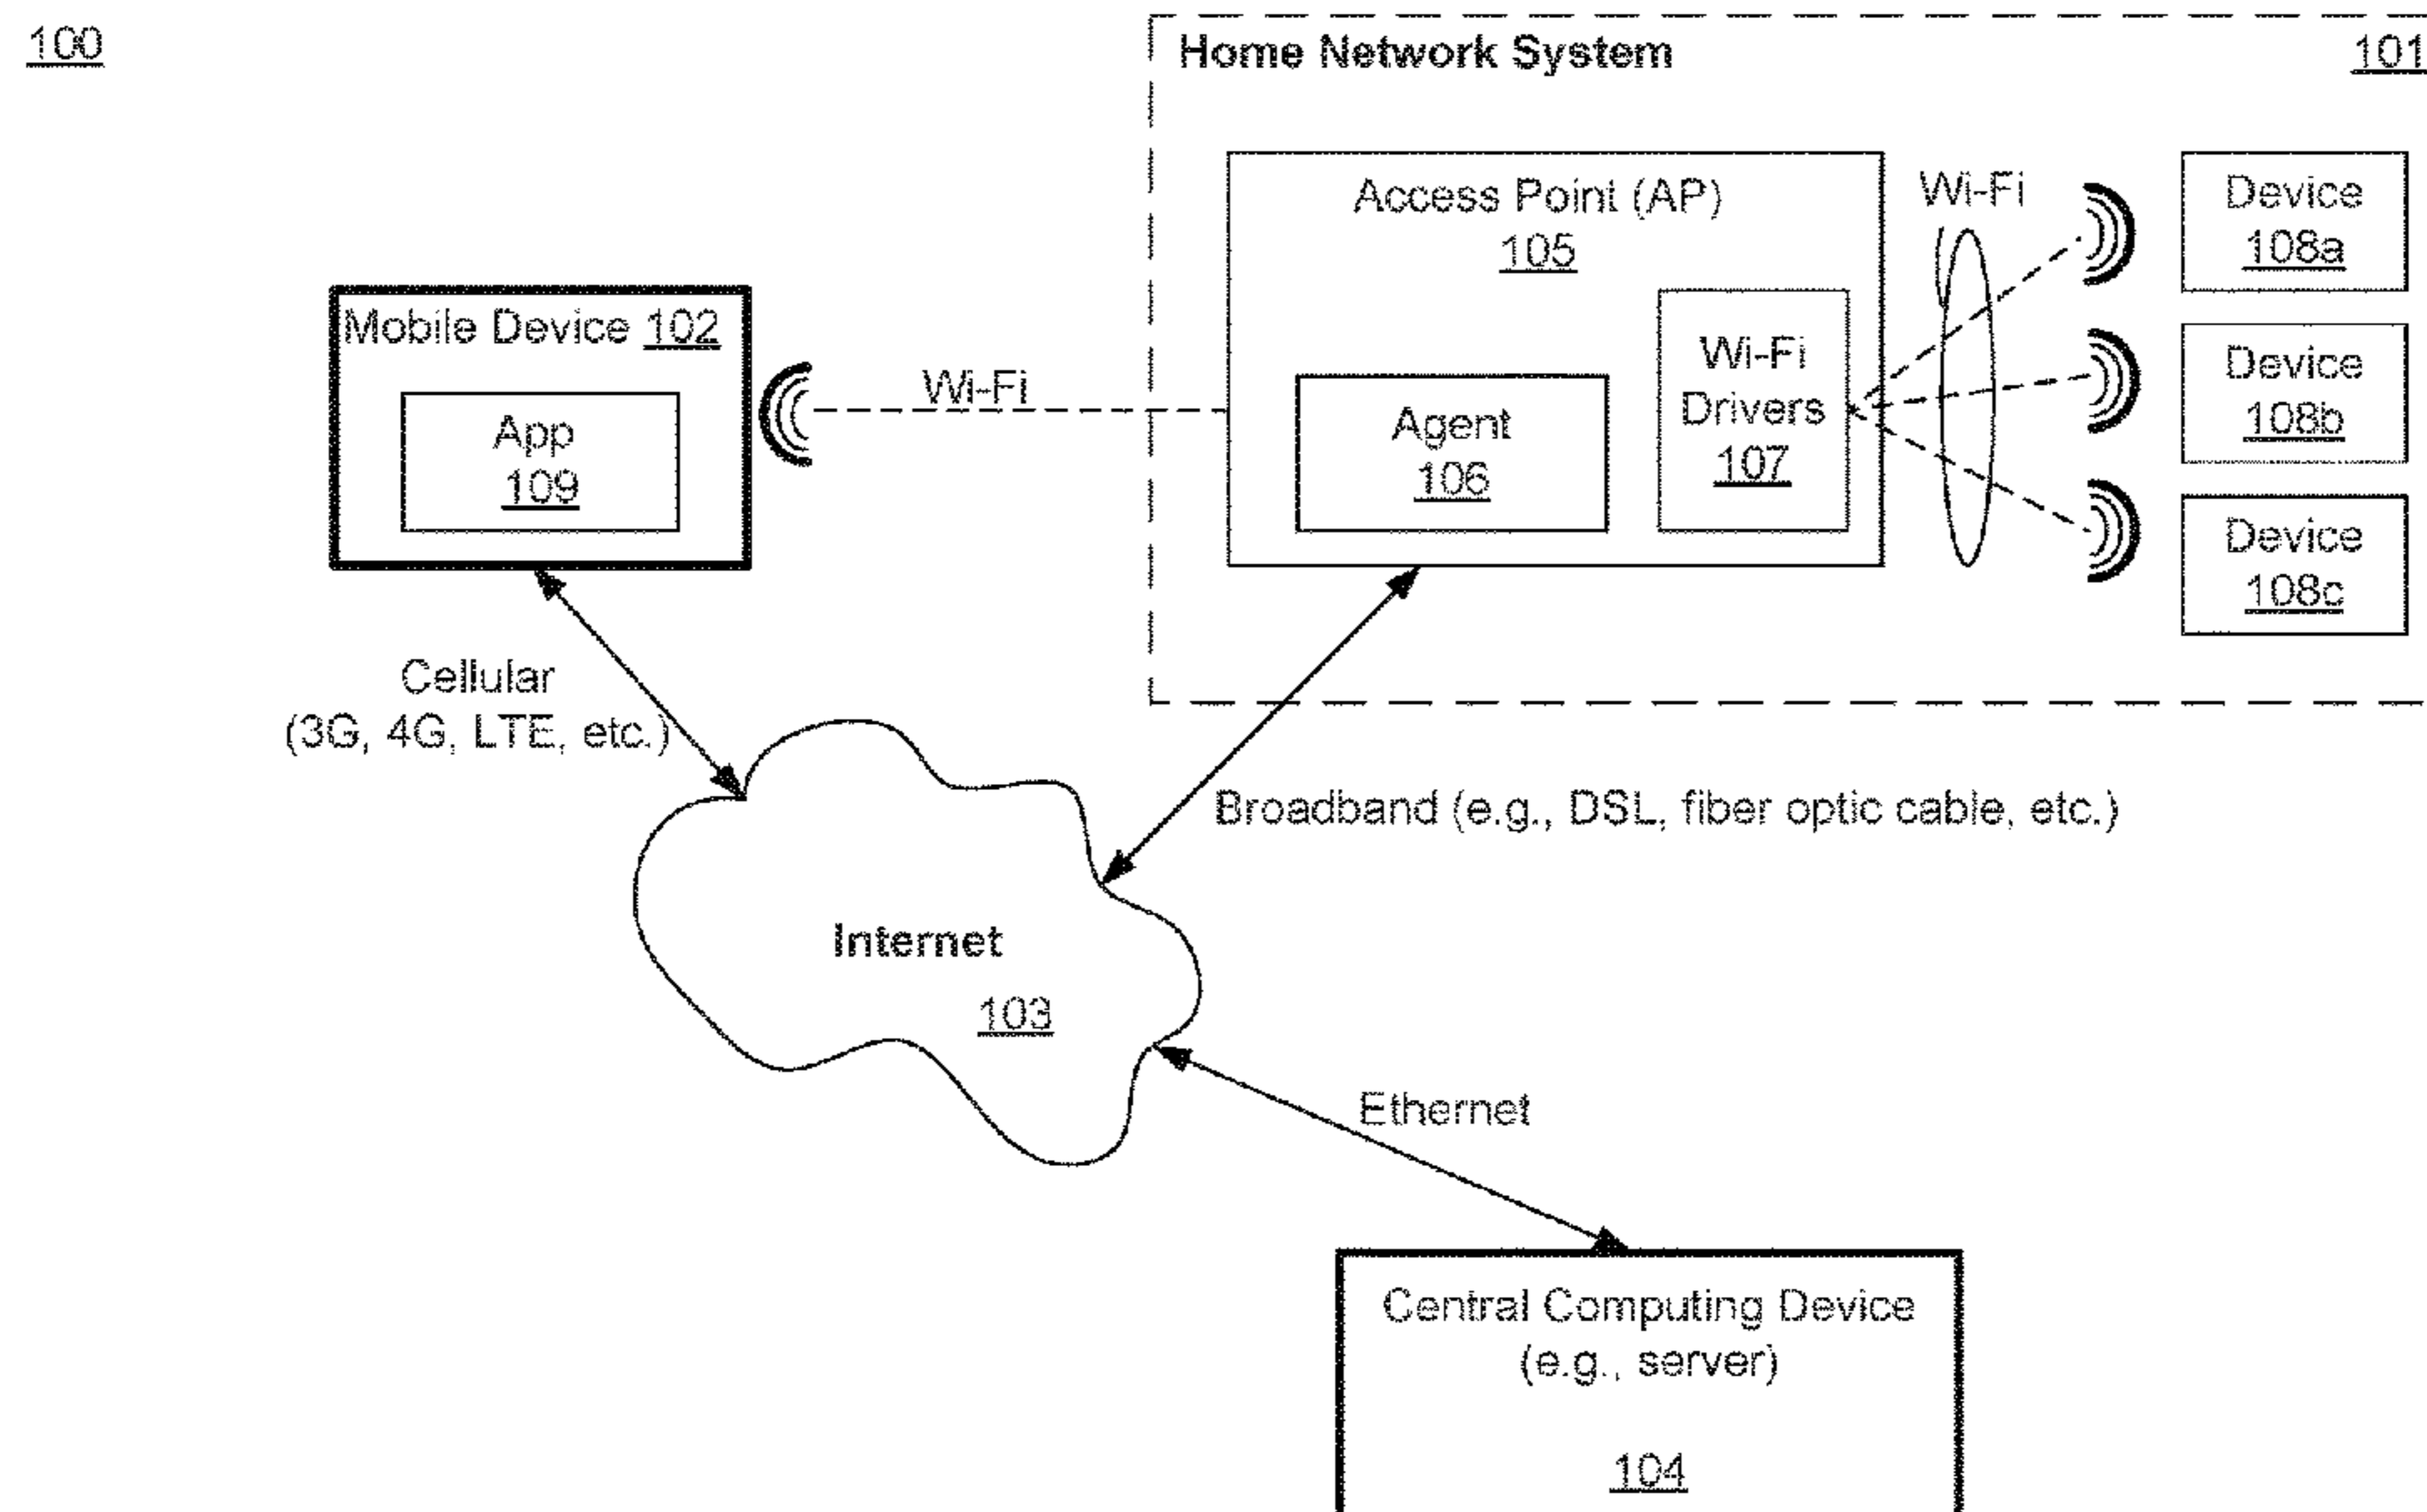 100
Home Network System
101
Access Point (AP)
105
Wi-Fi
Device
108a
Mobile Device 102
Wi-Fi
Drivers
107
Device
108b
Wi-Fi
App
109
Agent
106
Device
108c
Cellular
(3G, 4G, LTE, etc.)
Broadband (e.g., DSL, fiber optic cable, etc.)
Internet
103
Ethernet
Central Computing Device
(e.g., server)
104